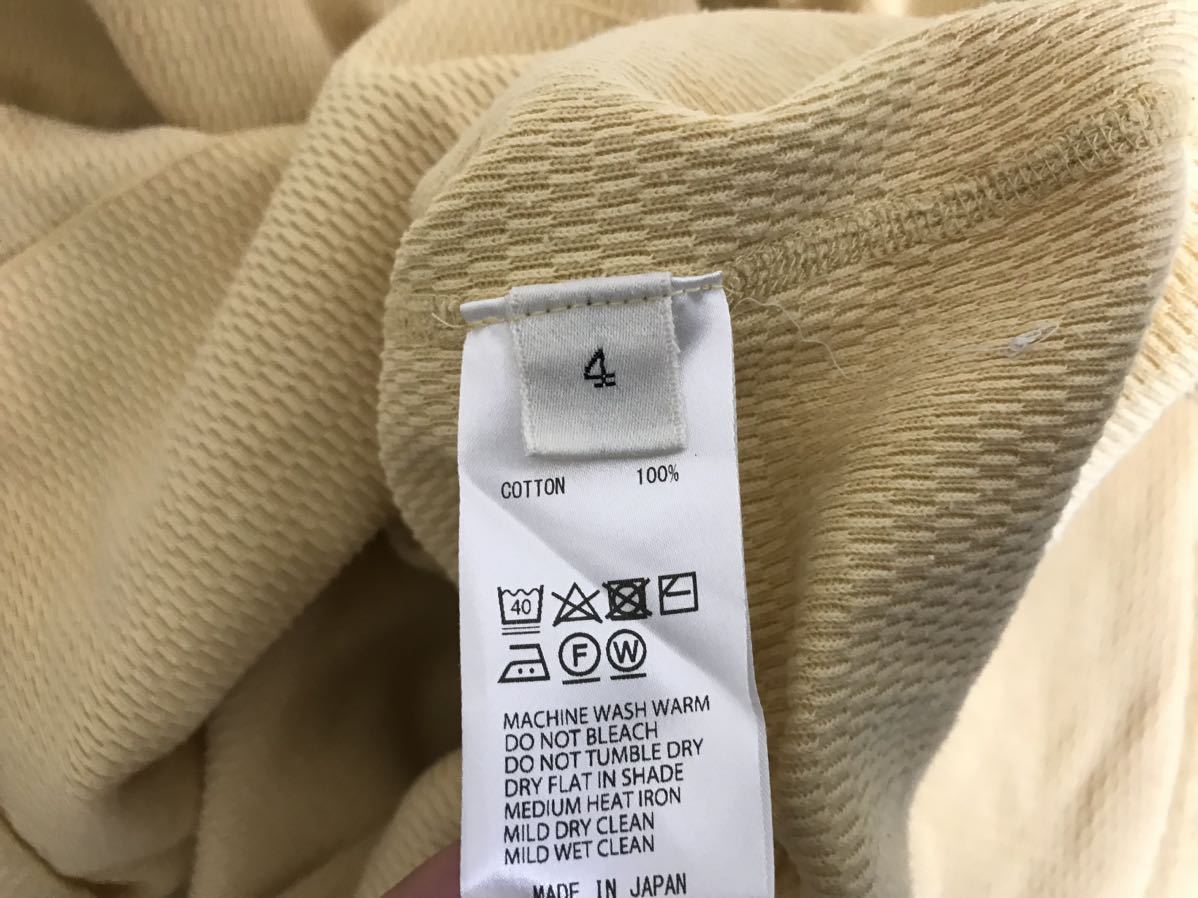 4
COTTON 100%
40
F W
MACHINE WASH WARM
DO NOT BLEACH
DO NOT TUMBLE DRY
DRY FLAT IN SHADE
MEDIUM HEAT IRON
MILD DRY CLEAN
MILD WET CLEAN
MADE IN JAPAN